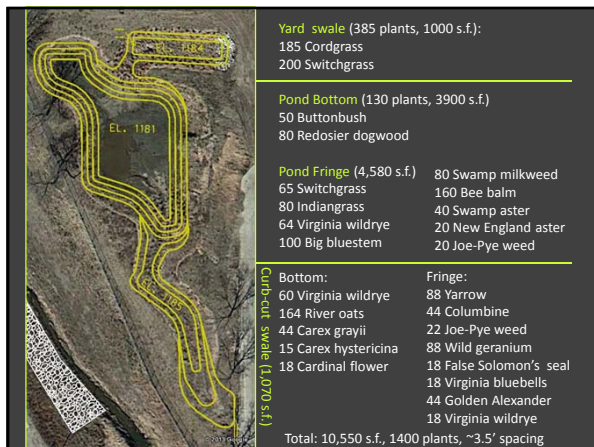 EL. 1184
EL. 1181
EL. 1185
Yard swale (385 plants, 1000 s.f.):
185 Cordgrass
200 Switchgrass
Pond Bottom (130 plants, 3900 s.f.)
50 Buttonbush
80 Redosier dogwood
Pond Fringe (4,580 s.f.)
65 Switchgrass
80 Indiangrass
64 Virginia wildrye
100 Big bluestem
80 Swamp milkweed
160 Bee balm
40 Swamp aster
20 New England aster
20 Joe-Pye weed
Curb-cut swale (1,070 s.f.)
Bottom:
60 Virginia wildrye
164 River oats
44 Carex grayii
15 Carex hystericina
18 Cardinal flower
Fringe:
88 Yarrow
44 Columbine
22 Joe-Pye weed
88 Wild geranium
18 False Solomon's seal
18 Virginia bluebells
44 Golden Alexander
18 Virginia wildrye
Total: 10,550 s.f., 1400 plants, ~3.5' spacing
© 2013 Google